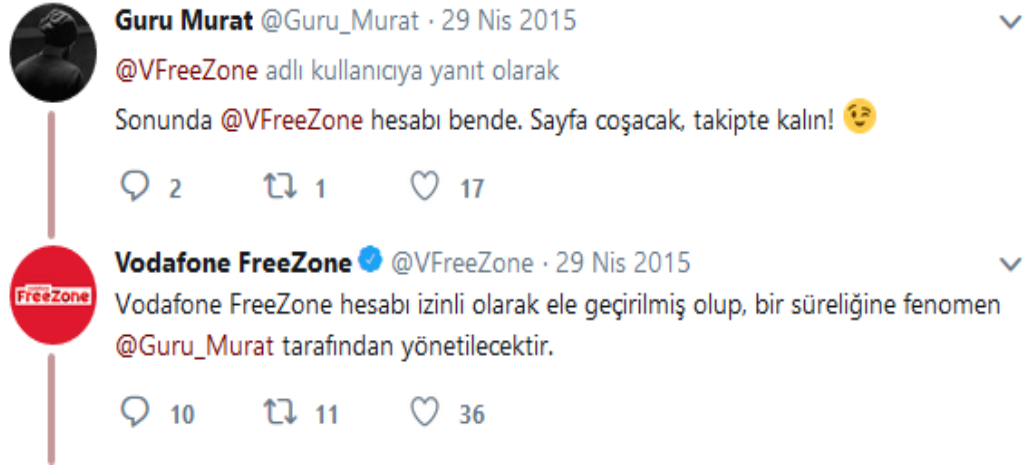 Guru Murat @Guru_Murat · 29 Nis 2015
@VFreeZone adlı kullanıcıya yanıt olarak
Sonunda @VFreeZone hesabı bende. Sayfa coşacak, takipte kalın! 😉
2 1 17
Vodafone FreeZone @VFreeZone · 29 Nis 2015
FreeZone
Vodafone FreeZone hesabı izinli olarak ele geçirilmiş olup, bir süreliğine fenomen
@Guru_Murat tarafından yönetilecektir.
10 11 36